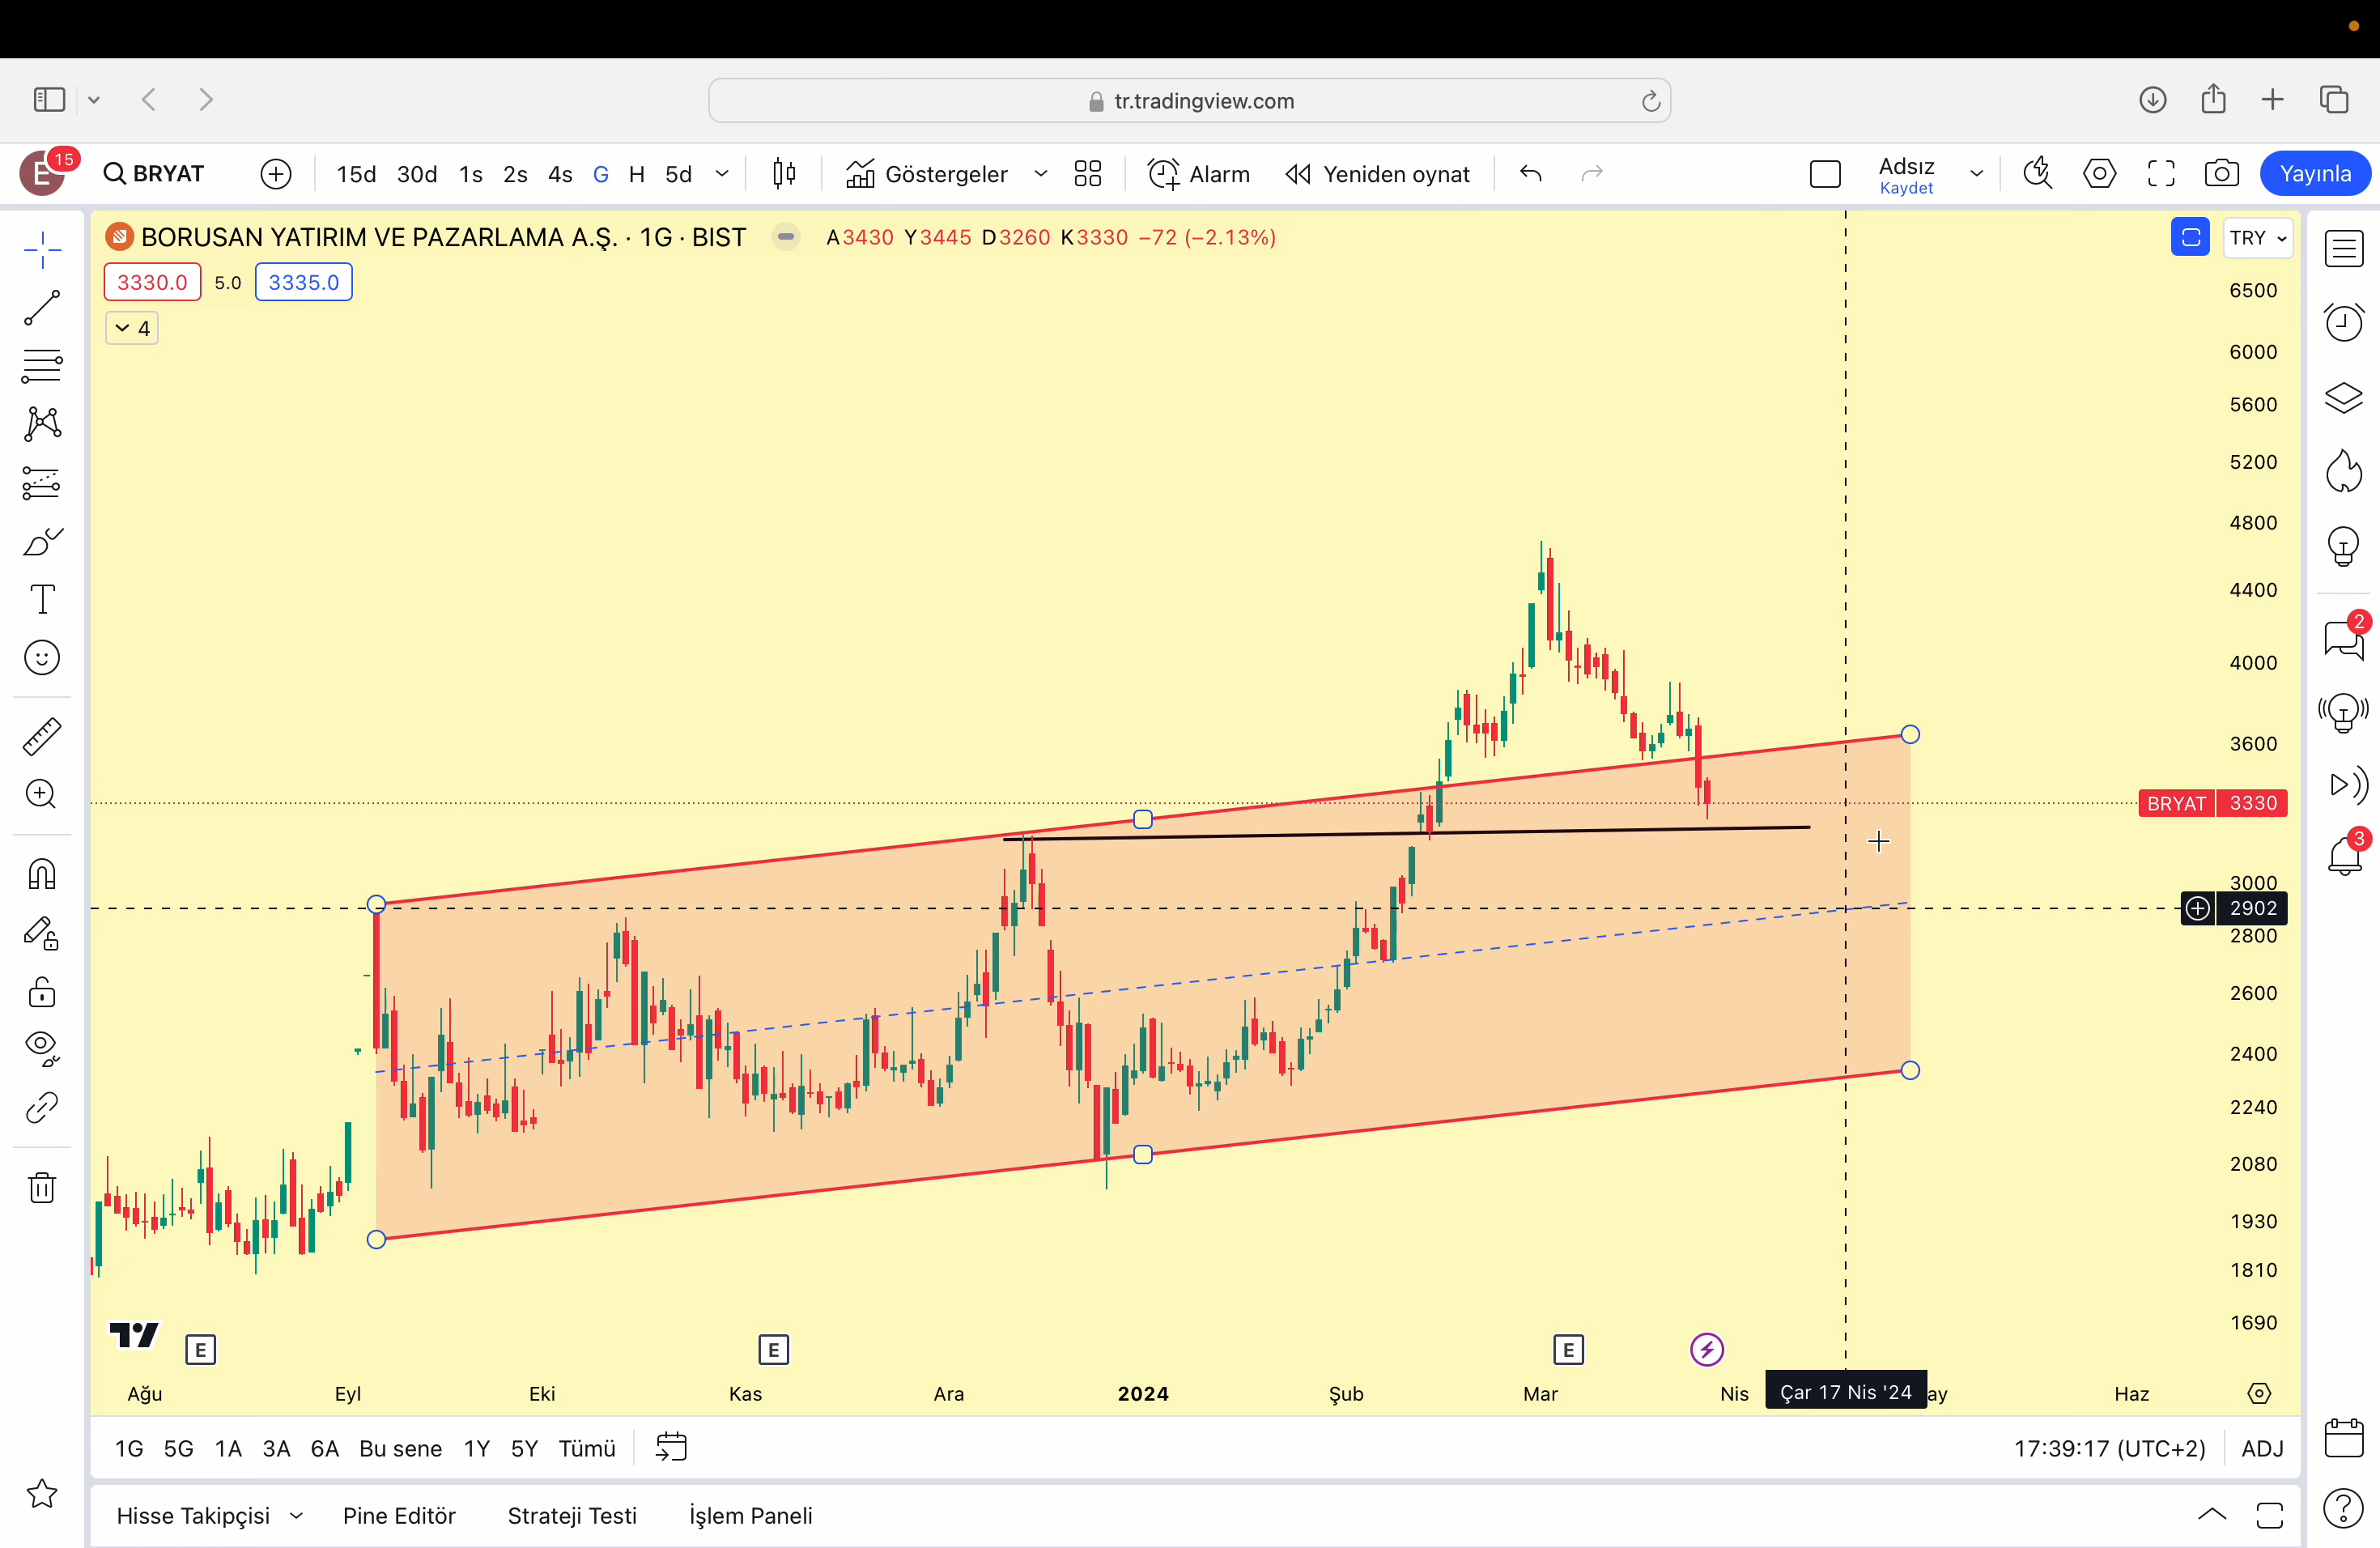 tr.tradingview.com
E 15 BRYAT 15d 30d 1s 2s 4s G H 5d Göstergeler Alarm Yeniden oynat Adsız Yayınla
Kaydet
BORUSAN YATIRIM VE PAZARLAMA A.Ş. · 1G · BIST A3430 Y3445 D3260 K3330 −72 (−2.13%) TRY
3330.0 5.0 3335.0
4
6500
6000
5600
5200
4800
4400
4000
3600
BRYAT 3330
3000
2902
2800
2600
2400
2240
2080
1930
1810
1690
2
3
E E E
Ağu Eyl Eki Kas Ara 2024 Şub Mar Nis Çar 17 Nis '24 ay Haz
1G 5G 1A 3A 6A Bu sene 1Y 5Y Tümü 17:39:17 (UTC+2) ADJ
Hisse Takipçisi Pine Editör Strateji Testi İşlem Paneli